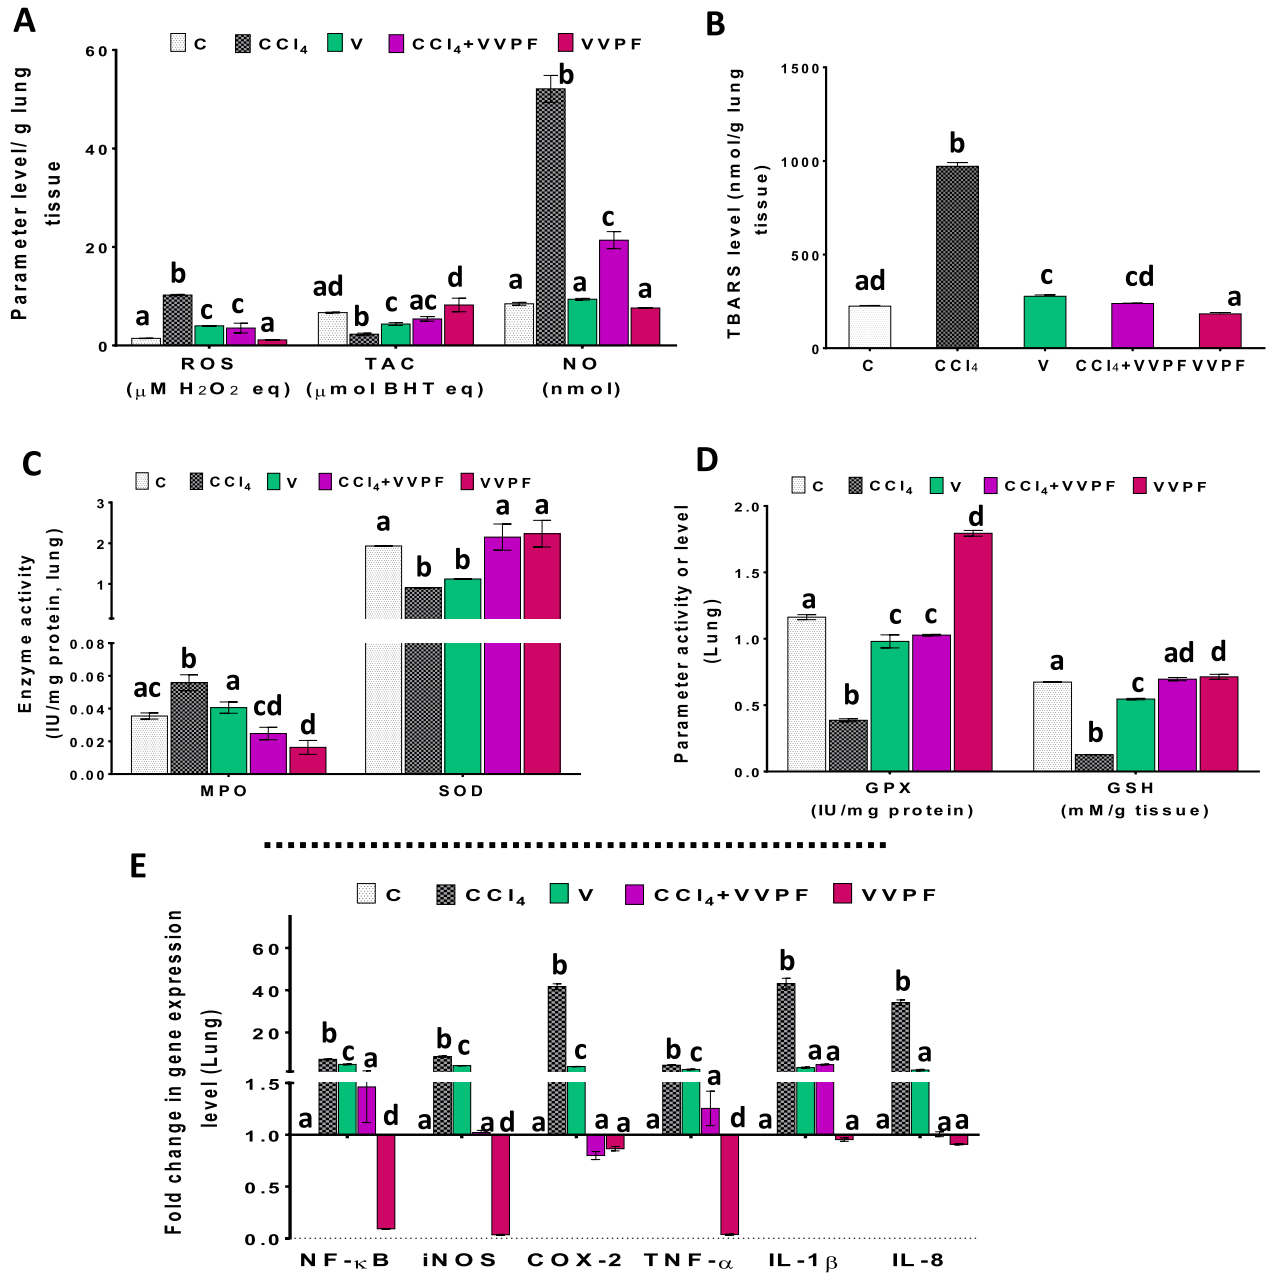 A
C CCl4 V CCl4+VVPF VVPF
Parameter level/ g lung
tissue
60
40
20
0
a b c c a
ad b c ac d
a b a c a
ROS TAC NO
(μM H2O2 eq) (μmol BHT eq) (nmol)
B
TBARS level (nmol/g lung
tissue)
1500
1000
500
0
ad b c cd a
C CCl4 V CCl4+VVPF VVPF
C
C CCl4 V CCl4+VVPF VVPF
Enzyme activity
(IU/mg protein, lung)
3
2
1
0.08
0.06
0.04
0.02
0.00
ac b a cd d
a b b a a
MPO SOD
D
C CCl4 V CCl4+VVPF VVPF
Parameter activity or level
(Lung)
2.0
1.5
1.0
0.5
0.0
a b c c d
a b c ad d
GPX GSH
(IU/mg protein) (mM/g tissue)
E
C CCl4 V CCl4+VVPF VVPF
Fold change in gene expression
level (Lung)
60
40
20
1.5
1.0
0.5
0.0
a b c a d
a b c a d
a b c a a
a b c a d
a b a a a
a b a a a
NF-κB iNOS COX-2 TNF-α IL-1β IL-8